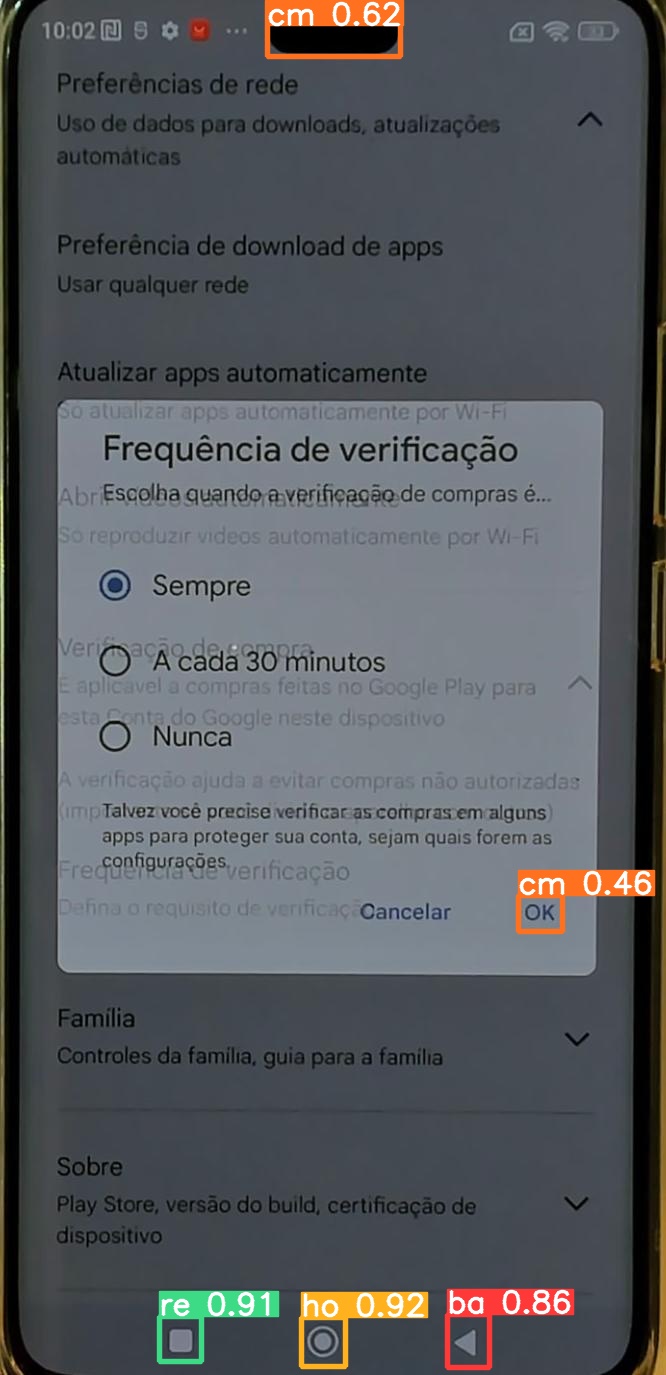 cm 0.62
10:02
Preferências de rede
Uso de dados para downloads, atualizações
automáticas
Preferência de download de apps
Usar qualquer rede
Atualizar apps automaticamente
Só atualizar apps automaticamente por Wi-Fi
Frequência de verificação
Escolha quando a verificação de compras é...
Abrir vídeos automaticamente
Só reproduzir vídeos automaticamente por Wi-Fi
Sempre
Verificação de compra
A cada 30 minutos
É aplicável a compras feitas no Google Play para
esta Conta do Google neste dispositivo
Nunca
A verificação ajuda a evitar compras não autorizadas
Talvez você precise verificar as compras em alguns
apps para proteger sua conta, sejam quais forem as
configurações.
Frequência de verificação
cm 0.46
Defina o requisito de verificação
Cancelar
OK
Família
Controles da família, guia para a família
Sobre
Play Store, versão do build, certificação de
dispositivo
re 0.91
ho 0.92
ba 0.86